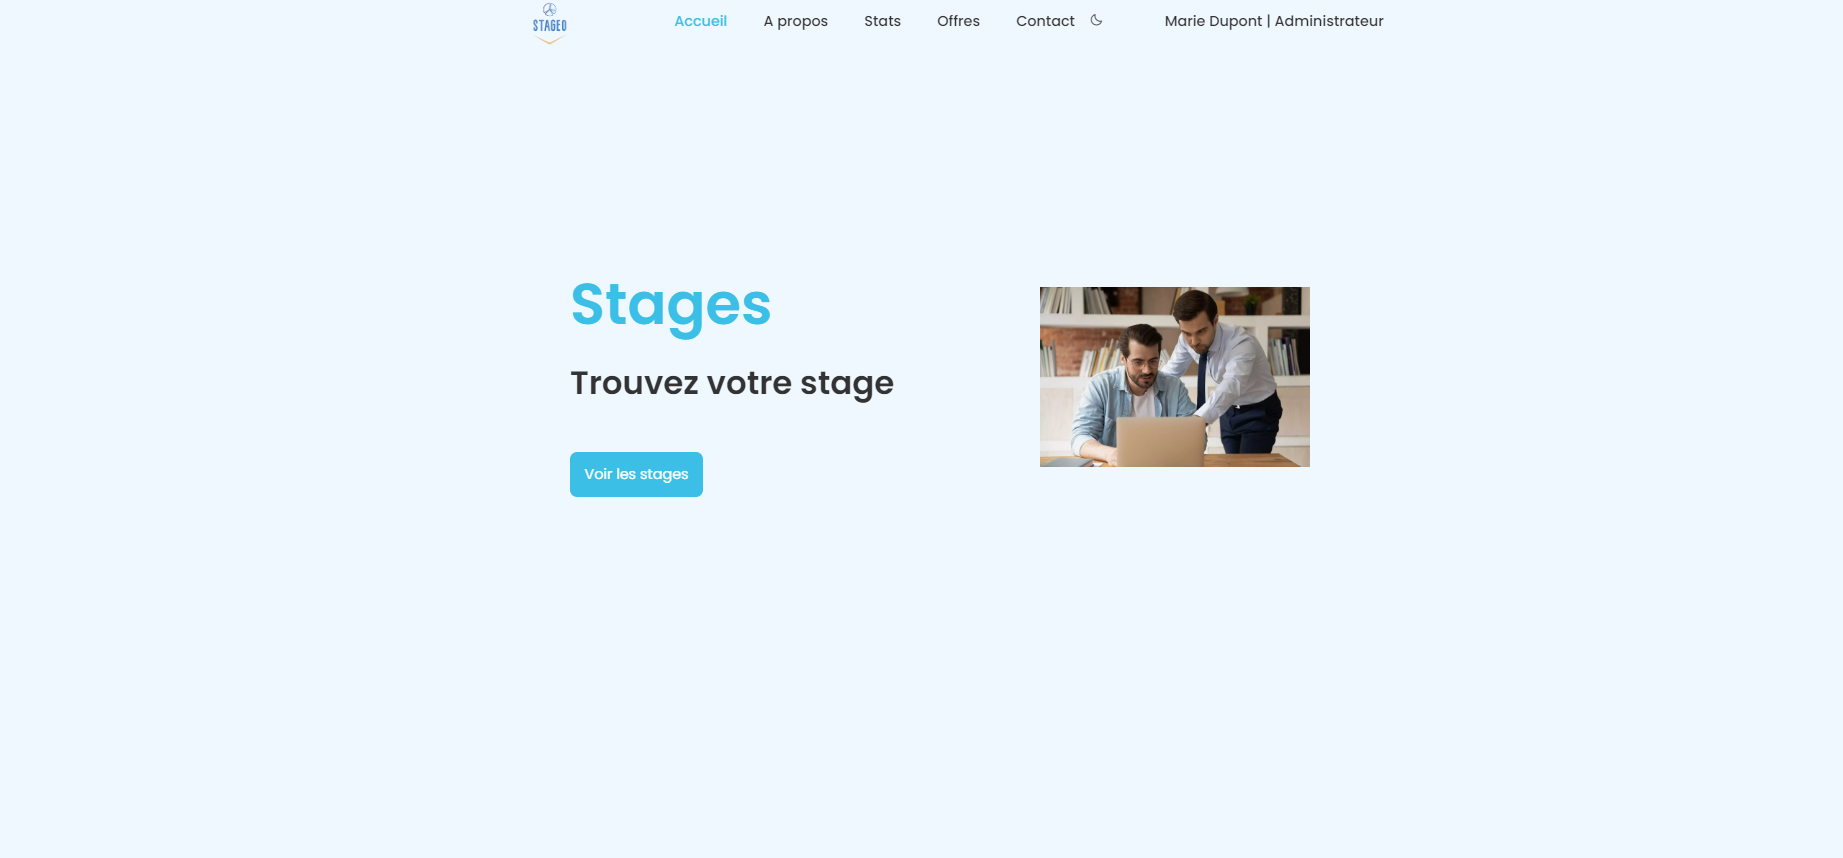 STAGEO
Accueil A propos Stats Offres Contact Marie Dupont | Administrateur
Stages
Trouvez votre stage
Voir les stages